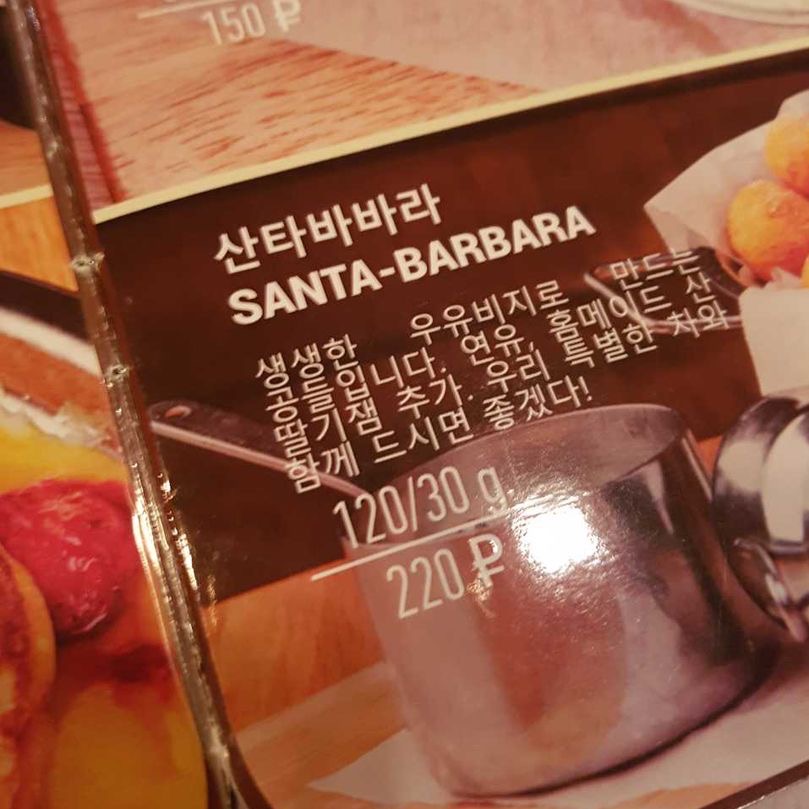 150 ₽
산타바바라
SANTA-BARBARA
생생한 우유비지로 만드는
공들입니다. 연유, 홈메이드 산
딸기잼 추가. 우리 특별한 차와
함께 드시면 좋겠다!
120/30 g
220 ₽